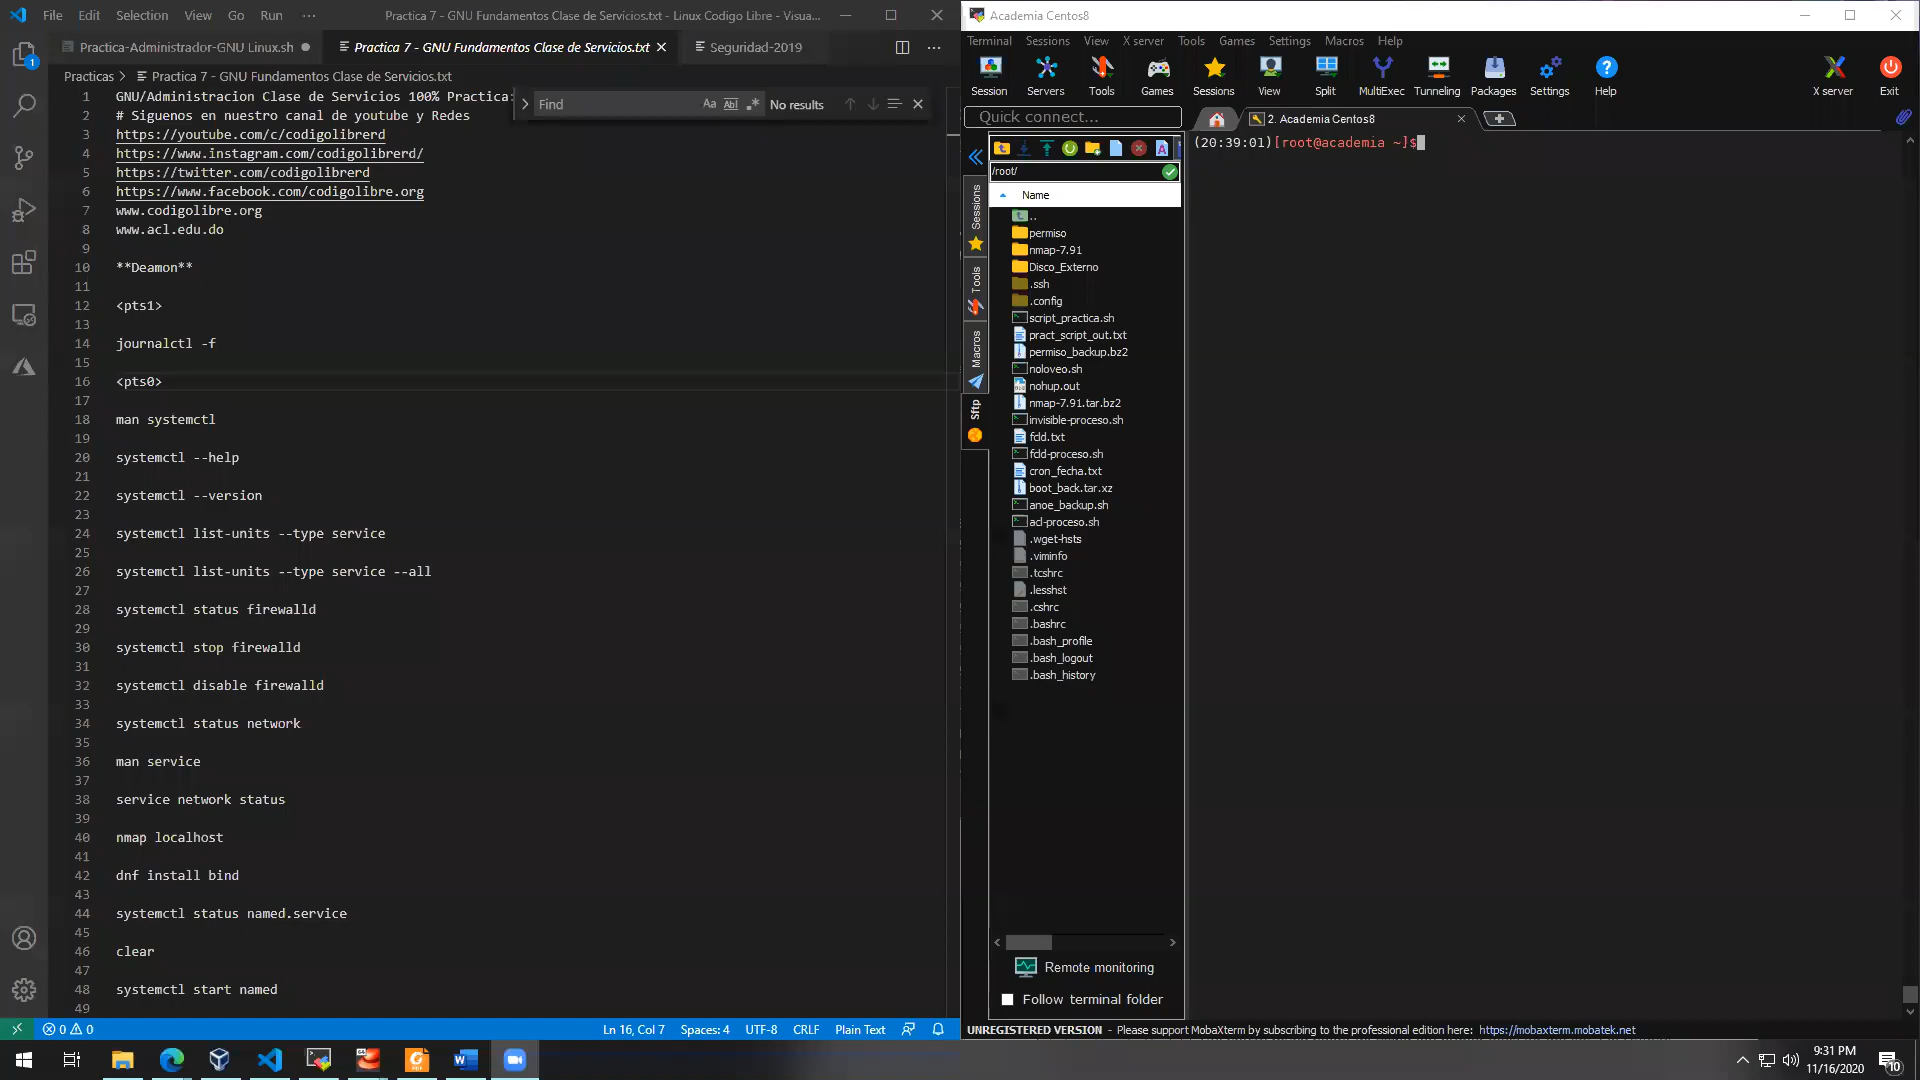 File Edit Selection View Go Run ··· Practica 7 - GNU Fundamentos Clase de Servicios.txt - Linux Codigo Libre - Visua...
Practica-Administrador-GNU Linux.sh
Practica 7 - GNU Fundamentos Clase de Servicios.txt
Seguridad-2019
Practicas > Practica 7 - GNU Fundamentos Clase de Servicios.txt
Find Aa Abl No results
1 GNU/Administracion Clase de Servicios 100% Practica:
2 # Siguenos en nuestro canal de youtube y Redes
3 https://youtube.com/c/codigolibrerd
4 https://www.instagram.com/codigolibrerd/
5 https://twitter.com/codigolibrerd
6 https://www.facebook.com/codigolibre.org
7 www.codigolibre.org
8 www.acl.edu.do
9
10 **Deamon**
11
12 <pts1>
13
14 journalctl -f
15
16 <pts0>
17
18 man systemctl
19
20 systemctl --help
21
22 systemctl --version
23
24 systemctl list-units --type service
25
26 systemctl list-units --type service --all
27
28 systemctl status firewalld
29
30 systemctl stop firewalld
31
32 systemctl disable firewalld
33
34 systemctl status network
35
36 man service
37
38 service network status
39
40 nmap localhost
41
42 dnf install bind
43
44 systemctl status named.service
45
46 clear
47
48 systemctl start named
49
1
0 0 Ln 16, Col 7 Spaces: 4 UTF-8 CRLF Plain Text
Academia Centos8
Terminal Sessions View X server Tools Games Settings Macros Help
Session Servers Tools Games Sessions View Split MultiExec Tunneling Packages Settings Help X server Exit
Quick connect...
2. Academia Centos8
(20:39:01)[root@academia ~]$
/root/
Name
Sessions
Tools
Macros
Sftp
..
permiso
nmap-7.91
Disco_Externo
.ssh
.config
script_practica.sh
pract_script_out.txt
permiso_backup.bz2
noloveo.sh
nohup.out
nmap-7.91.tar.bz2
invisible-proceso.sh
fcld.txt
fcld-proceso.sh
cron_fecha.txt
boot_back.tar.xz
anoe_backup.sh
acl-proceso.sh
.wget-hsts
.viminfo
.tcshrc
.lesshst
.cshrc
.bashrc
.bash_profile
.bash_logout
.bash_history
Remote monitoring
Follow terminal folder
UNREGISTERED VERSION - Please support MobaXterm by subscribing to the professional edition here: https://mobaxterm.mobatek.net
9:31 PM
11/16/2020
10